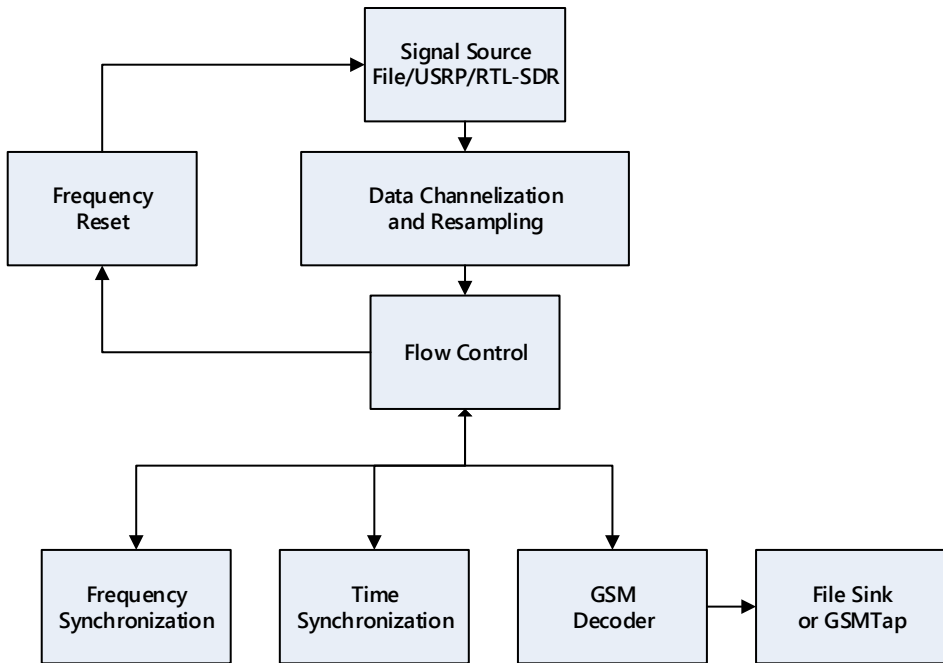 Signal Source
File/USRP/RTL-SDR
Frequency
Reset
Data Channelization
and Resampling
Flow Control
Frequency
Synchronization
Time
Synchronization
GSM
Decoder
File Sink
or GSMTap